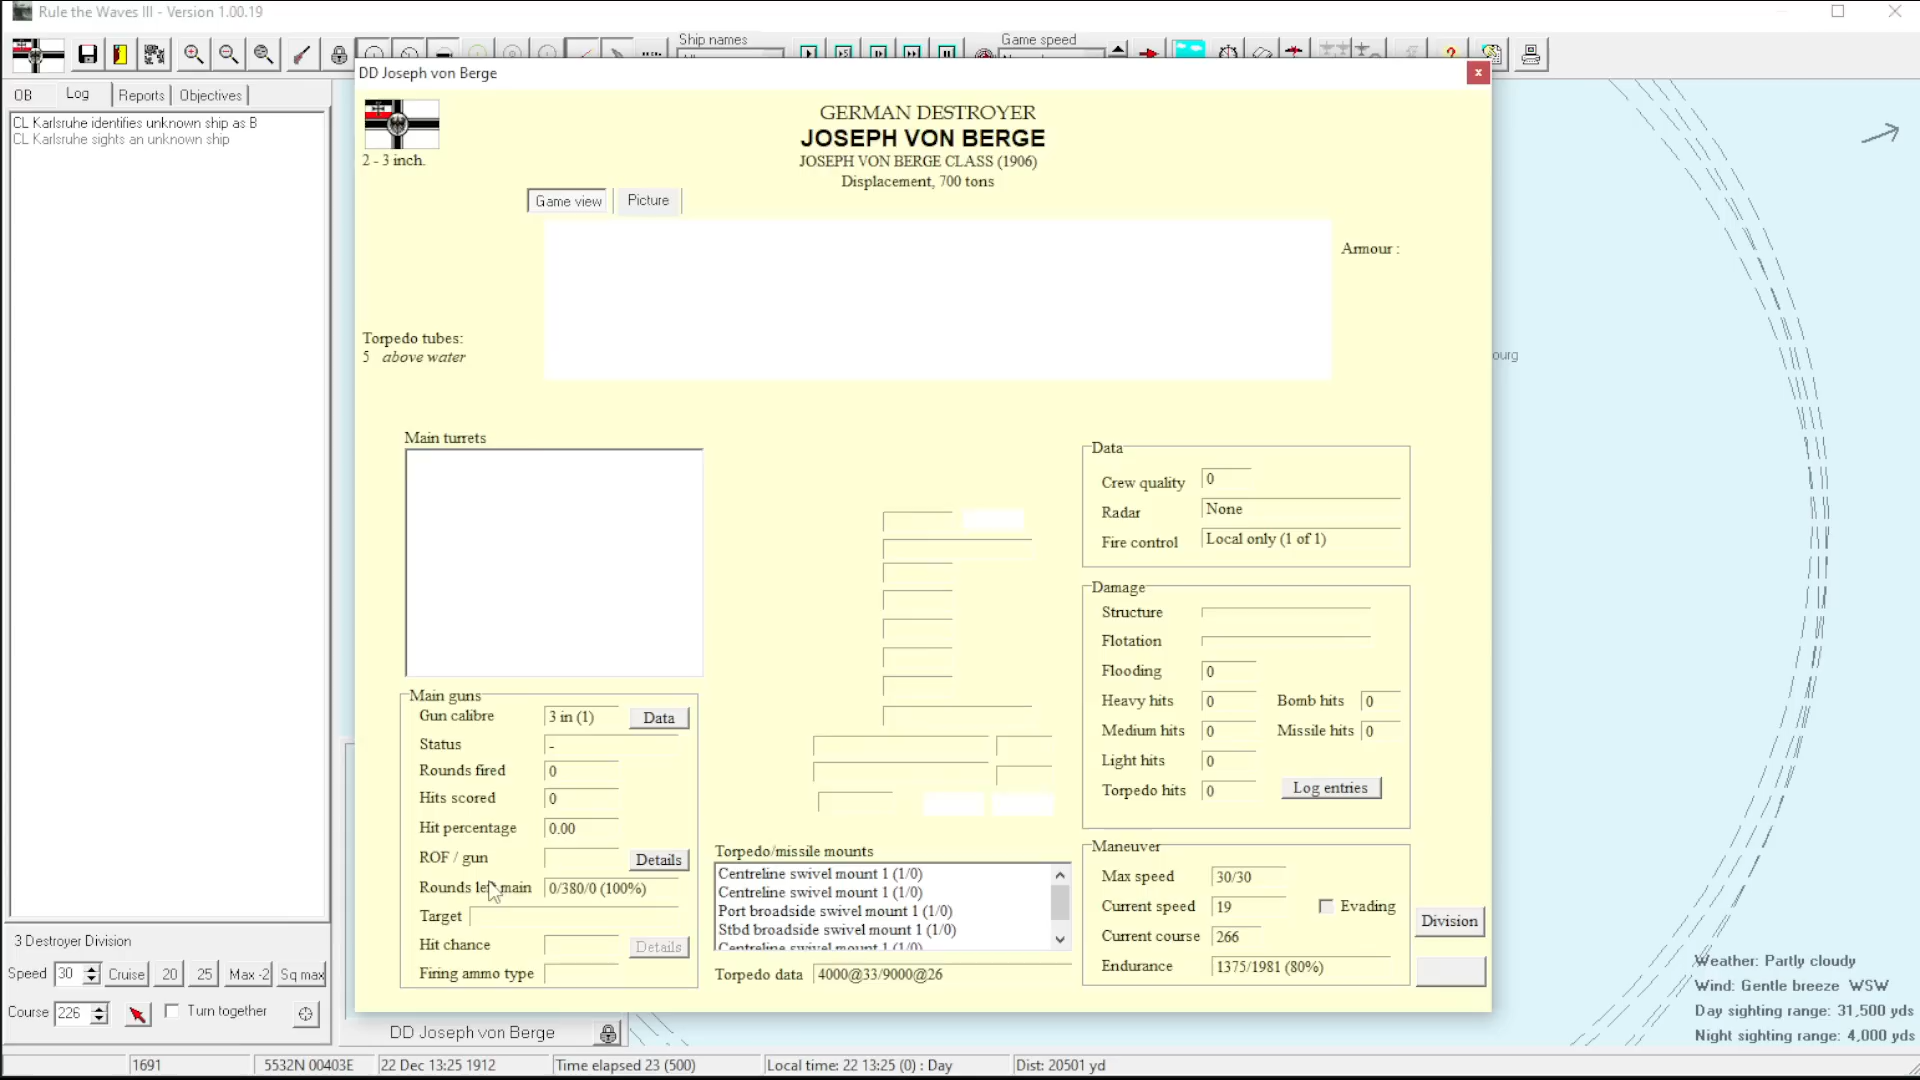 Rule the Waves III - Version 1.00.19
Ship names
Game speed
DD Joseph von Berge
x
OB
Log
Reports
Objectives
CL Karlsruhe identifies unknown ship as B
CL Karlsruhe sights an unknown ship
GERMAN DESTROYER
JOSEPH VON BERGE
JOSEPH VON BERGE CLASS (1906)
Displacement, 700 tons
2 - 3 inch.
Game view
Picture
Armour :
Torpedo tubes:
5 above water
ourg
Main turrets
Data
Crew quality 0
Radar None
Fire control Local only (1 of 1)
Damage
Structure
Flotation
Flooding 0
Heavy hits 0 Bomb hits 0
Medium hits 0 Missile hits 0
Light hits 0
Torpedo hits 0 Log entries
Main guns
Gun calibre 3 in (1) Data
Status -
Rounds fired 0
Hits scored 0
Hit percentage 0.00
ROF / gun Details
Rounds left main 0/380/0 (100%)
Target
Hit chance Details
Firing ammo type
Torpedo/missile mounts
Centreline swivel mount 1 (1/0)
Centreline swivel mount 1 (1/0)
Port broadside swivel mount 1 (1/0)
Stbd broadside swivel mount 1 (1/0)
Centreline swivel mount 1 (1/0)
Torpedo data 4000@33/9000@26
Maneuver
Max speed 30/30
Current speed 19 Evading
Current course 266
Endurance 1375/1981 (80%)
Division
3 Destroyer Division
Speed 30 Cruise 20 25 Max -2 Sq max
Course 226 Turn together
DD Joseph von Berge
Weather: Partly cloudy
Wind: Gentle breeze WSW
Day sighting range: 31,500 yds
Night sighting range: 4,000 yds
1691
5532N 00403E
22 Dec 13:25 1912
Time elapsed 23 (500)
Local time: 22 13:25 (0) : Day
Dist: 20501 yd